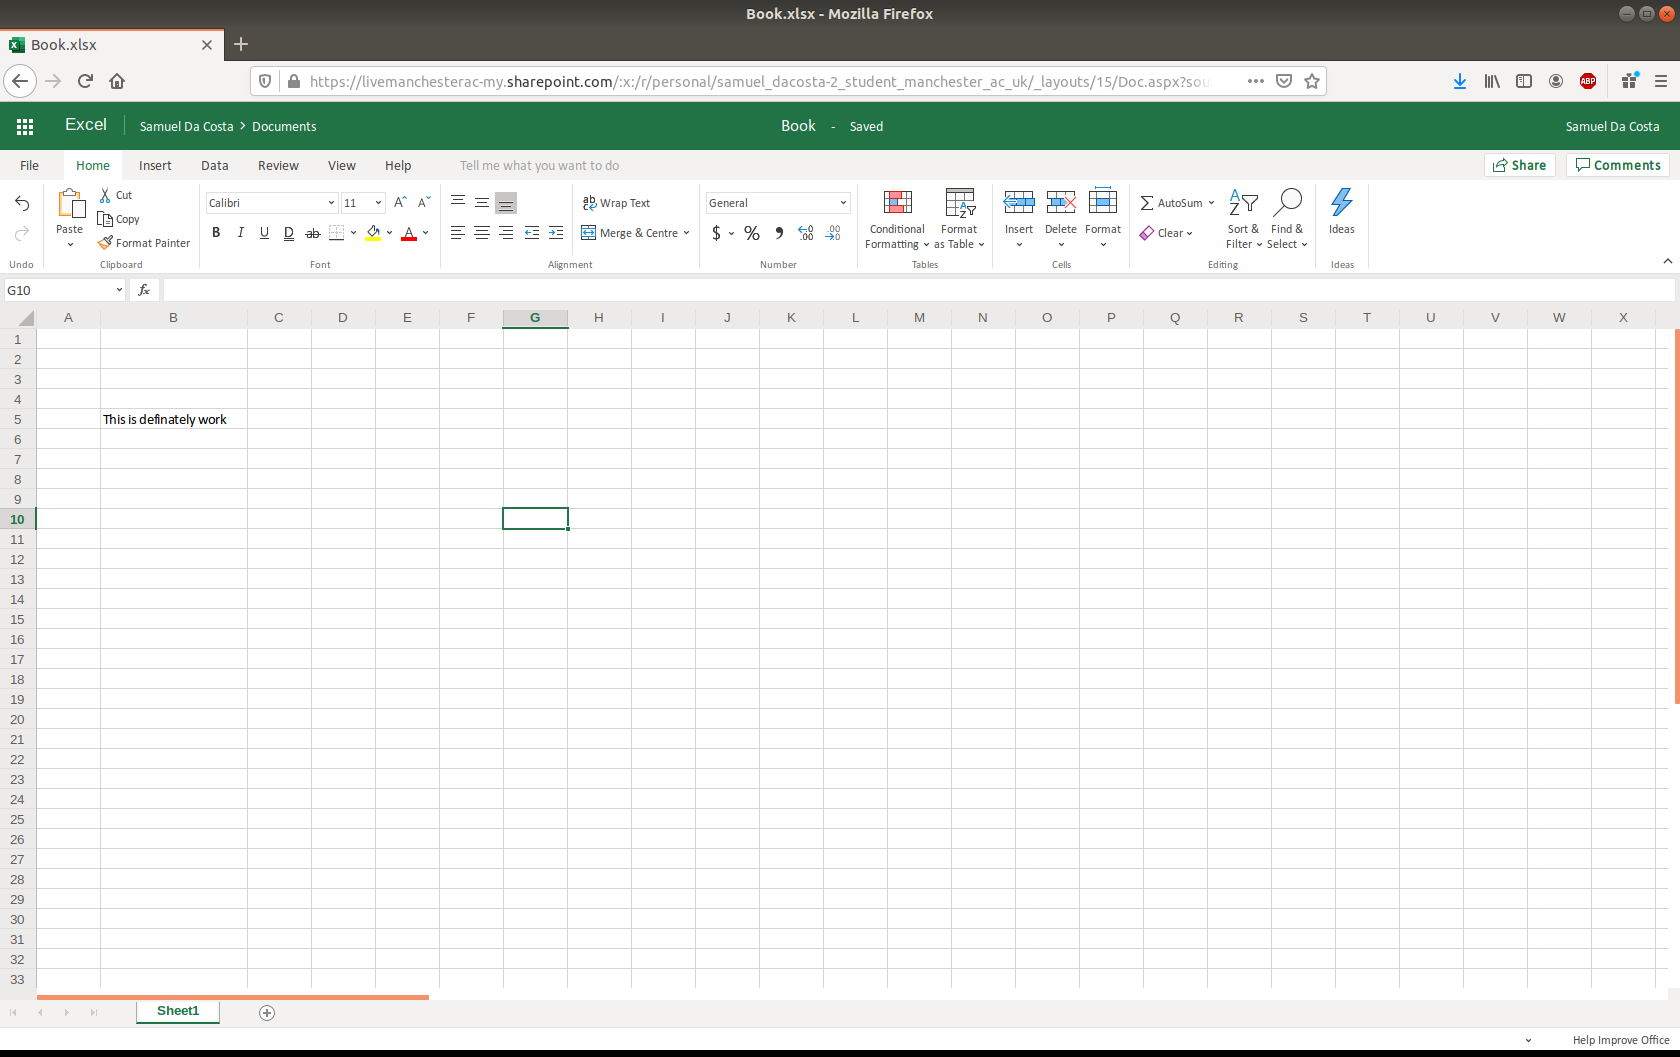 Book.xlsx - Mozilla Firefox
Book.xlsx
https://livemanchesterac-my.sharepoint.com/:x:/r/personal/samuel_dacosta-2_student_manchester_ac_uk/_layouts/15/Doc.aspx?sou
ABP
Excel Samuel Da Costa > Documents Book - Saved Samuel Da Costa
File Home Insert Data Review View Help Tell me what you want to do Share Comments
Cut
Copy
Format Painter
Paste
Calibri 11
B I U D ab
ab Wrap Text
Merge & Centre
General
$ % 9 .00 .00
Conditional Formatting
Format as Table
Insert Delete Format
AutoSum
Clear
Sort & Filter
Find & Select
Ideas
Undo Clipboard Font Alignment Number Tables Cells Editing Ideas
G10 fx
A B C D E F G H I J K L M N O P Q R S T U V W X
1
2
3
4
5 This is definately work
6
7
8
9
10
11
12
13
14
15
16
17
18
19
20
21
22
23
24
25
26
27
28
29
30
31
32
33
Sheet1
Help Improve Office